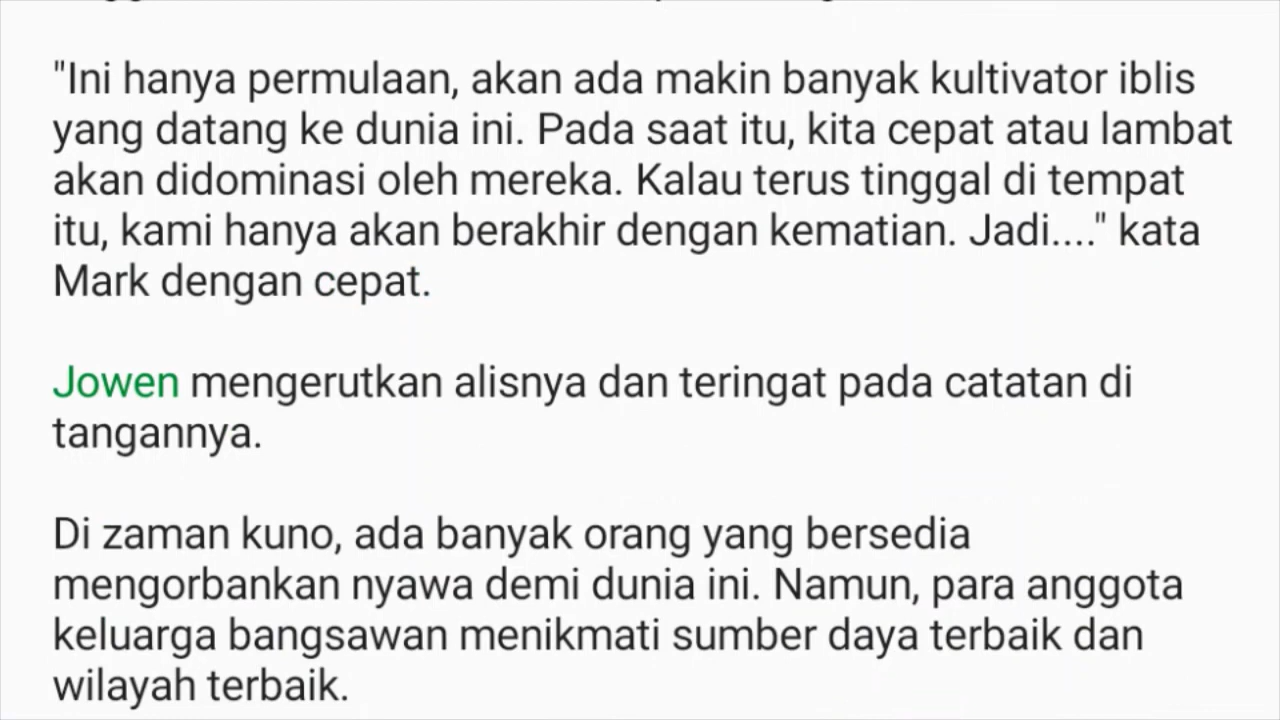 "Ini hanya permulaan, akan ada makin banyak kultivator iblis
yang datang ke dunia ini. Pada saat itu, kita cepat atau lambat
akan didominasi oleh mereka. Kalau terus tinggal di tempat
itu, kami hanya akan berakhir dengan kematian. Jadi...." kata
Mark dengan cepat.
Jowen mengerutkan alisnya dan teringat pada catatan di
tangannya.
Di zaman kuno, ada banyak orang yang bersedia
mengorbankan nyawa demi dunia ini. Namun, para anggota
keluarga bangsawan menikmati sumber daya terbaik dan
wilayah terbaik.